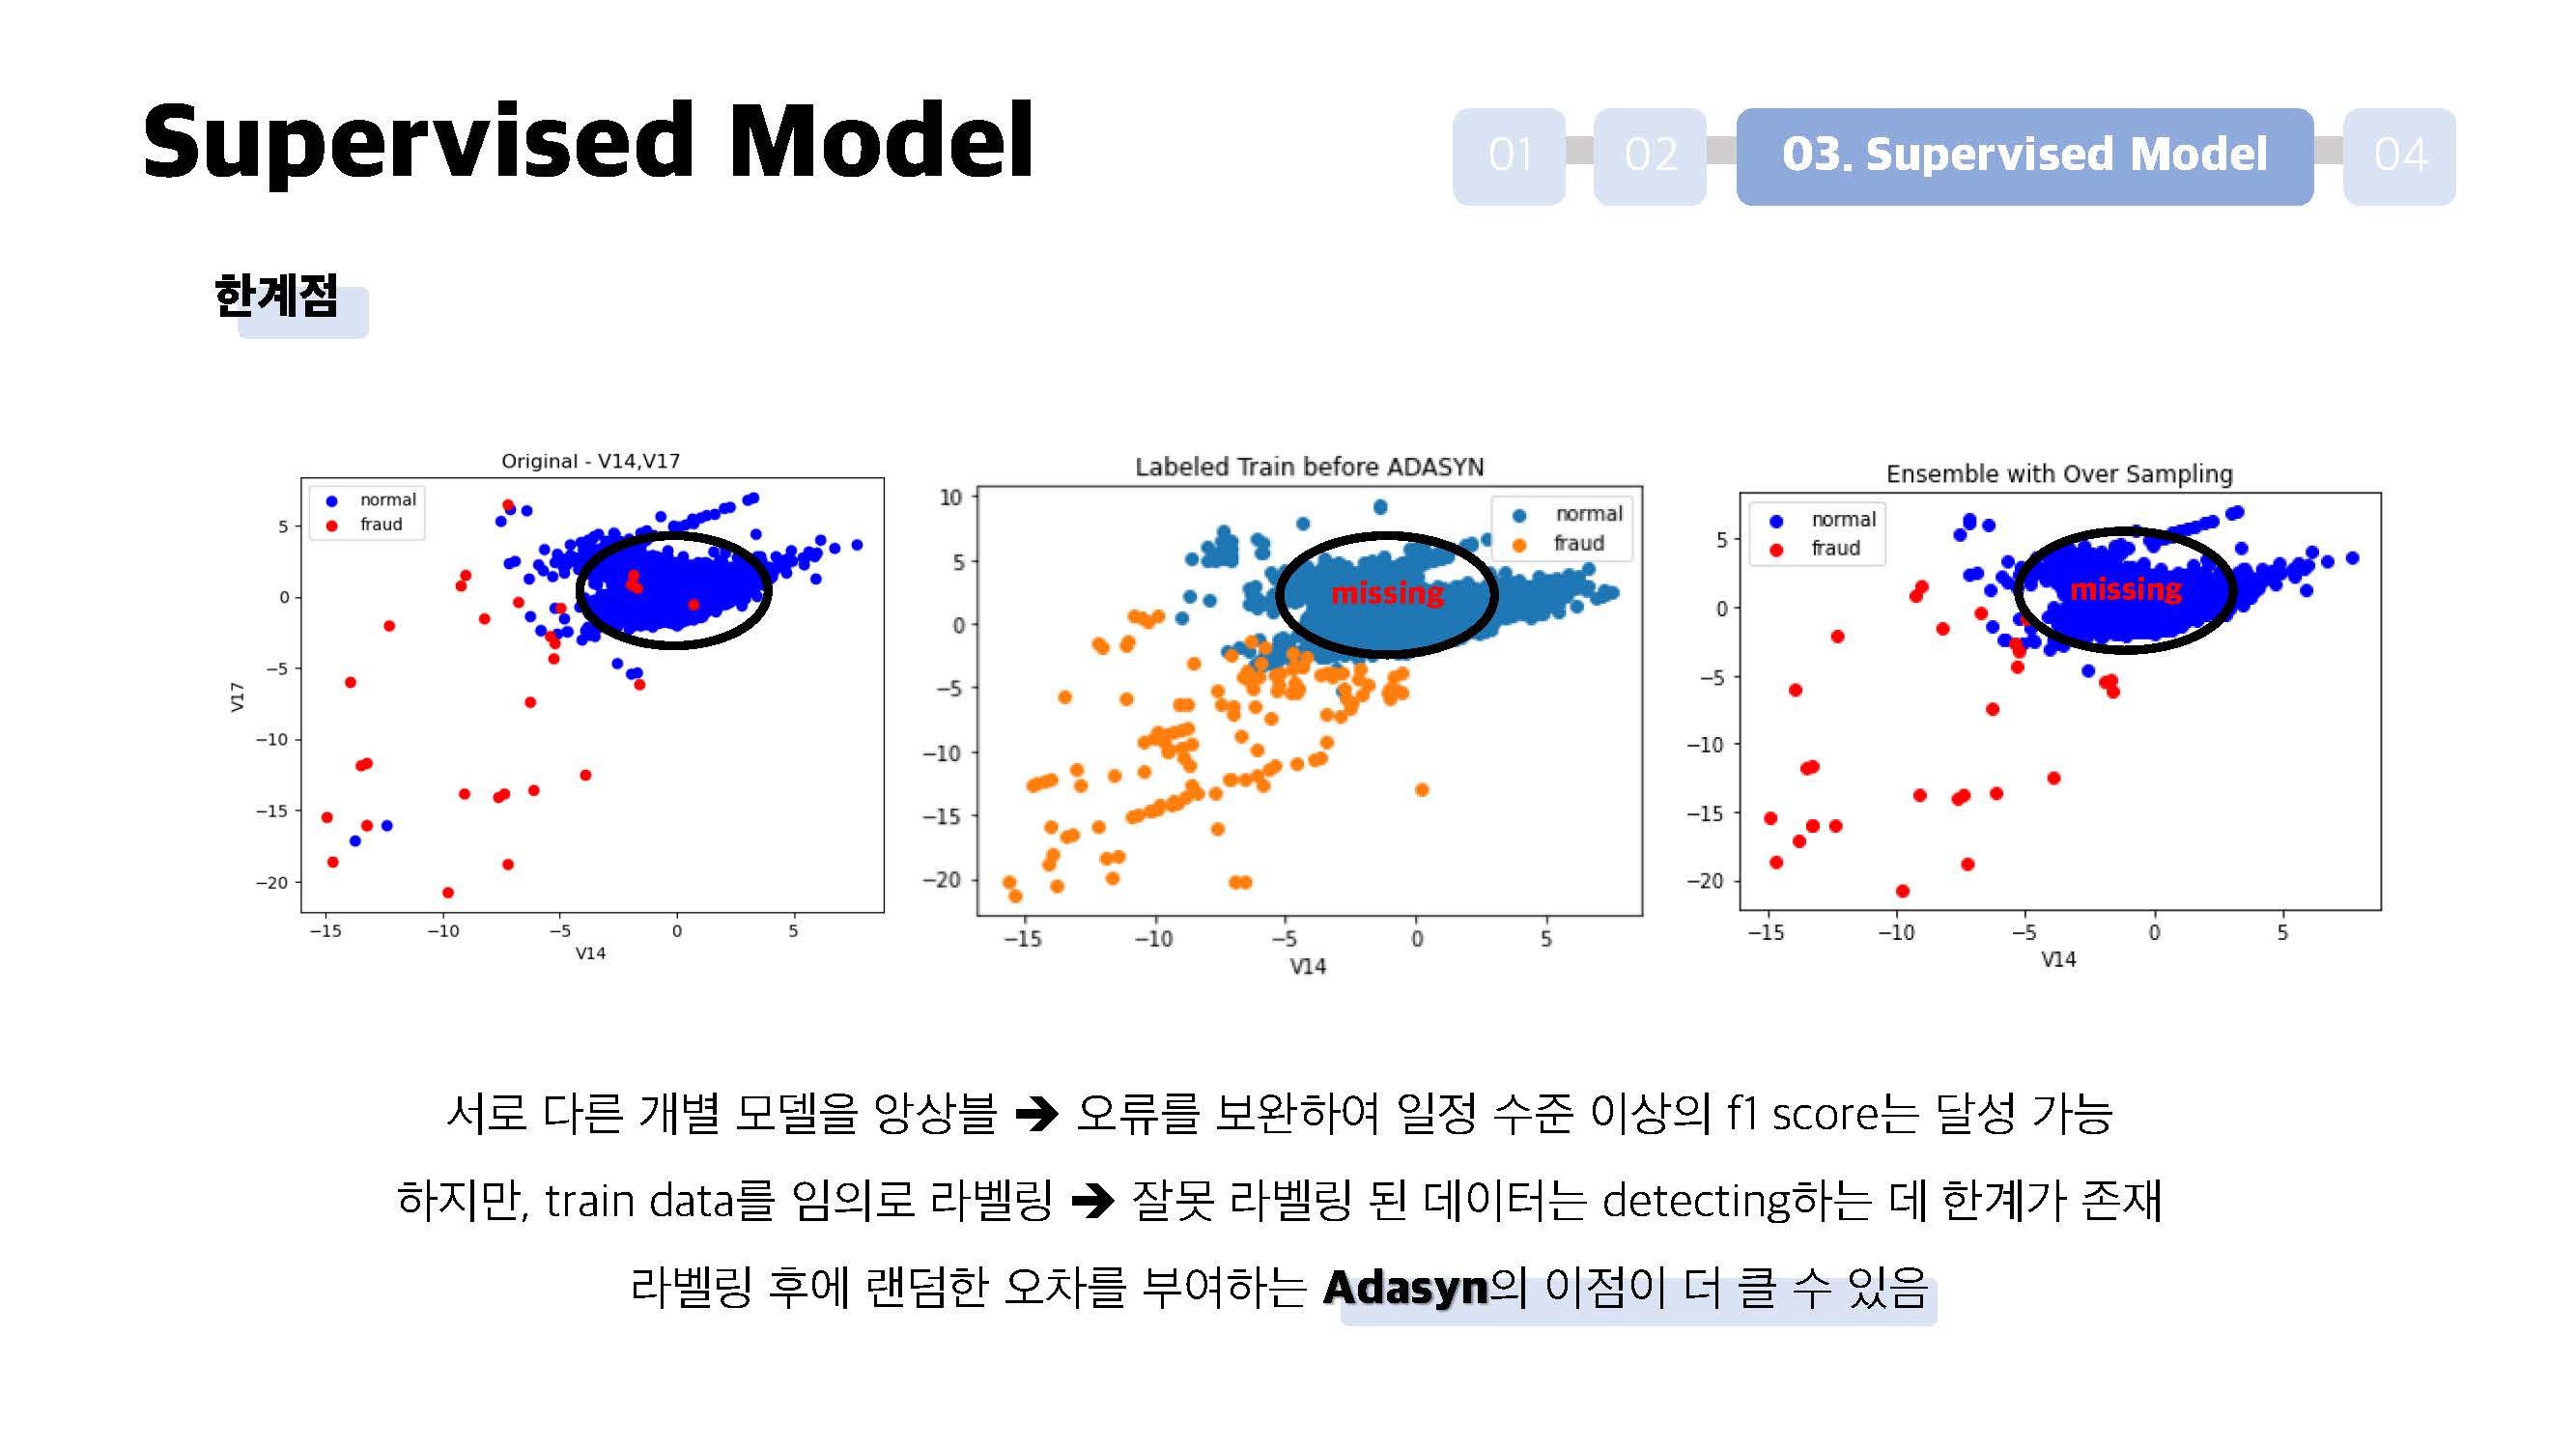 Supervised Model
01
02
03. Supervised Model
04
한계점
Original - V14,V17
normal
fraud
5
0
−5
−10
−15
−20
V17
−15
−10
−5
0
5
V14
Labeled Train before ADASYN
normal
fraud
missing
10
5
0
−5
−10
−15
−20
−15
−10
−5
0
5
V14
Ensemble with Over Sampling
normal
fraud
missing
5
0
−5
−10
−15
−20
−15
−10
−5
0
5
V14
서로 다른 개별 모델을 앙상블 → 오류를 보완하여 일정 수준 이상의 f1 score는 달성 가능
하지만, train data를 임의로 라벨링 → 잘못 라벨링 된 데이터는 detecting하는 데 한계가 존재
라벨링 후에 랜덤한 오차를 부여하는 Adasyn의 이점이 더 클 수 있음